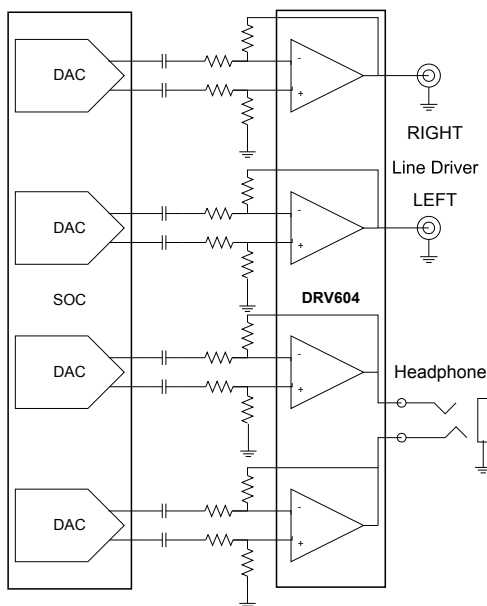 DAC
-
+
RIGHT
Line Driver
DAC
-
+
LEFT
SOC
DRV604
DAC
-
+
Headphone
DAC
-
+